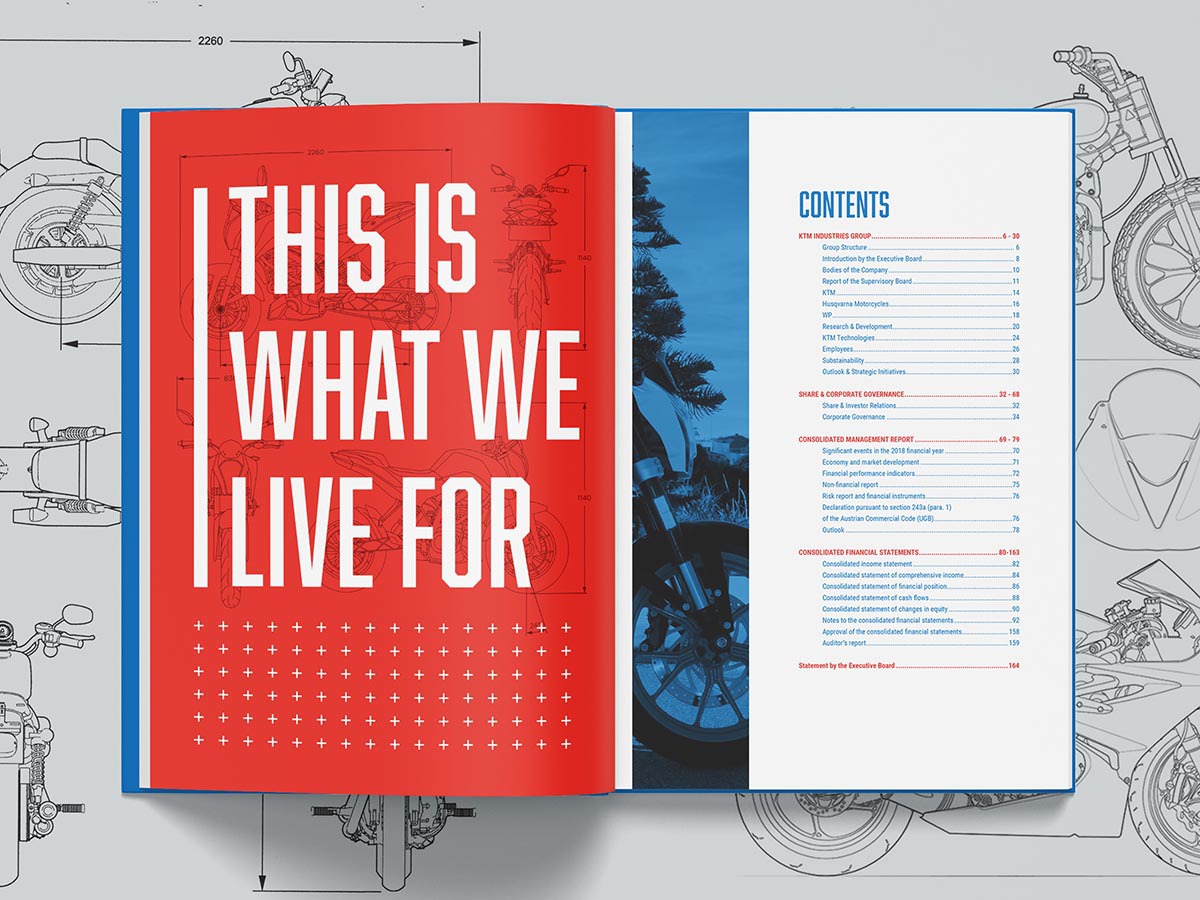 2260
2260
THIS IS
WHAT WE
LIVE FOR
1140
1140
CONTENTS
KTM INDUSTRIES GROUP 6 - 30
Group Structure 6
Introduction by the Executive Board 8
Bodies of the Company 10
Report of the Supervisory Board 11
KTM 14
Husqvarna Motorcycles 16
WP 18
Research & Development 20
KTM Technologies 24
Employees 26
Substainability 28
Outlook & Strategic Initiatives 30
SHARE & CORPORATE GOVERNANCE 32 - 68
Share & Investor Relations 32
Corporate Governance 34
CONSOLIDATED MANAGEMENT REPORT 69 - 79
Significant events in the 2018 financial year 70
Economy and market development 71
Financial performance indicators 72
Non-financial report 75
Risk report and financial instruments 76
Declaration pursuant to section 243a (para. 1)
of the Austrian Commercial Code (UGB) 76
Outlook 78
CONSOLIDATED FINANCIAL STATEMENTS 80-163
Consolidated income statement 82
Consolidated statement of comprehensive income 84
Consolidated statement of financial position 86
Consolidated statement of cash flows 88
Consolidated statement of changes in equity 90
Notes to the consolidated financial statements 92
Approval of the consolidated financial statements 158
Auditor's report 159
Statement by the Executive Board 164